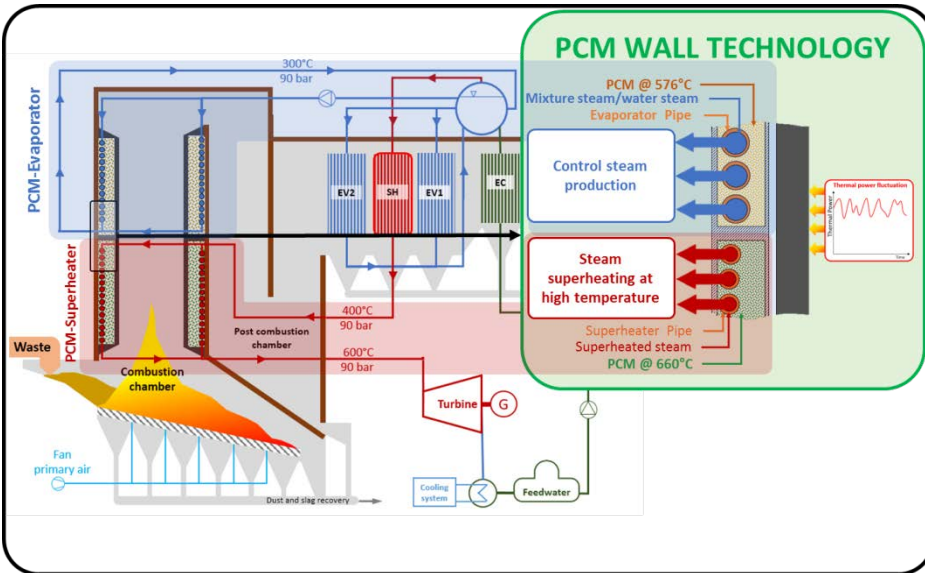 PCM WALL TECHNOLOGY
300°C
90 bar
PCM-Evaporator
EV2
SH
EV1
EC
PCM @ 576°C
Mixture steam/water steam
Evaporator Pipe
Control steam
production
Thermal power fluctuation
Thermal Power
Time
Steam
superheating at
high temperature
Superheater Pipe
Superheated steam
PCM @ 660°C
PCM-Superheater
400°C
90 bar
Post combustion
chamber
600°C
90 bar
Waste
Combustion
chamber
Turbine
G
Fan
primary air
Dust and slag recovery
Cooling
system
Feedwater